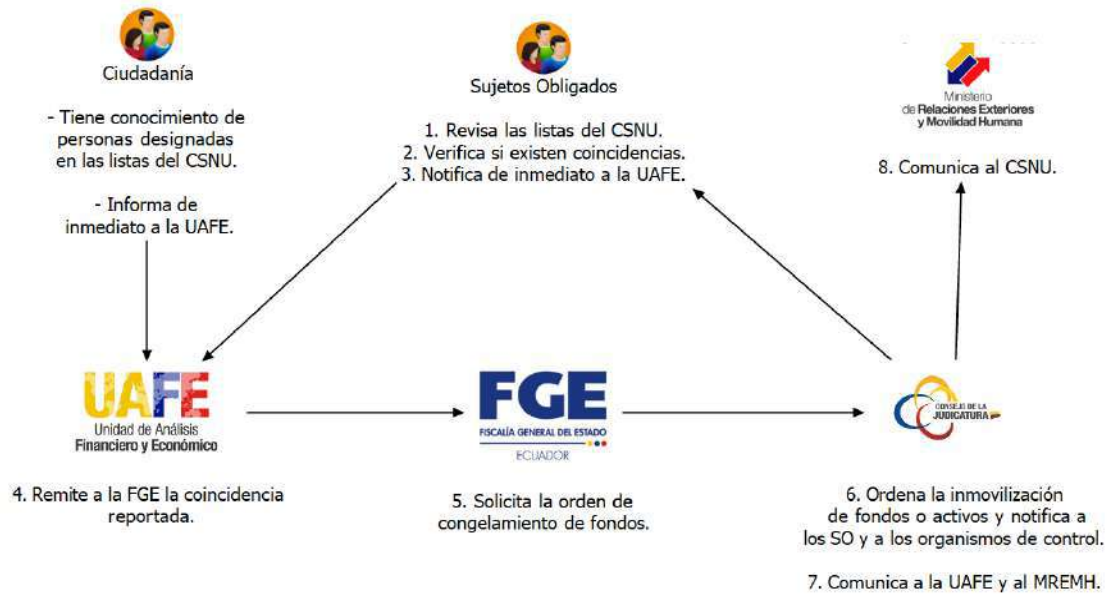 Ciudadanía
- Tiene conocimiento de
personas designadas
en las listas del CSNU.
- Informa de
inmediato a la UAFE.
Sujetos Obligados
1. Revisa las listas del CSNU.
2. Verifica si existen coincidencias.
3. Notifica de inmediato a la UAFE.
Ministerio
de Relaciones Exteriores
y Movilidad Humana
8. Comunica al CSNU.
UAFE
Unidad de Análisis
Financiero y Económico
4. Remite a la FGE la coincidencia
reportada.
FGE
FISCALÍA GENERAL DEL ESTADO
ECUADOR
5. Solicita la orden de
congelamiento de fondos.
CONSEJO DE LA
JUDICATURA
6. Ordena la inmovilización
de fondos o activos y notifica a
los SO y a los organismos de control.
7. Comunica a la UAFE y al MREMH.